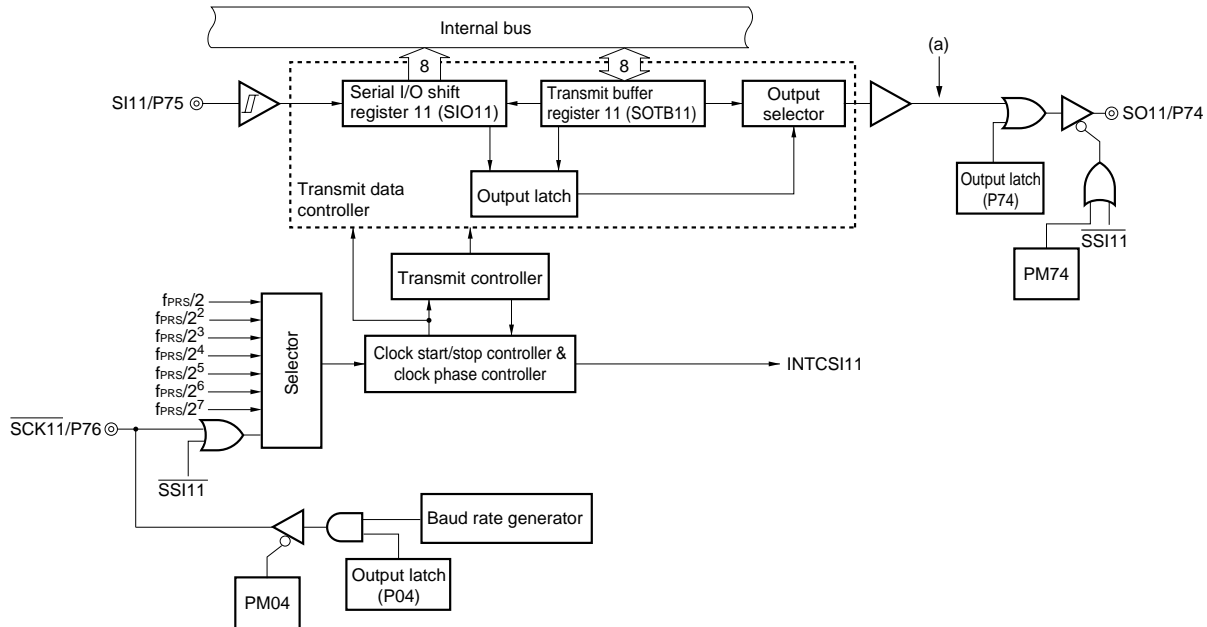 Internal bus
(a)
8
8
SI11/P75
Serial I/O shift
register 11 (SIO11)
Transmit buffer
register 11 (SOTB11)
Output
selector
SO11/P74
Transmit data
controller
Output latch
Output latch
(P74)
SSI11
PM74
Transmit controller
fPRS/2
fPRS/2²
fPRS/2³
fPRS/2⁴
fPRS/2⁵
fPRS/2⁶
fPRS/2⁷
Selector
Clock start/stop controller &
clock phase controller
INTCSI11
SCK11/P76
SSI11
Baud rate generator
Output latch
(P04)
PM04